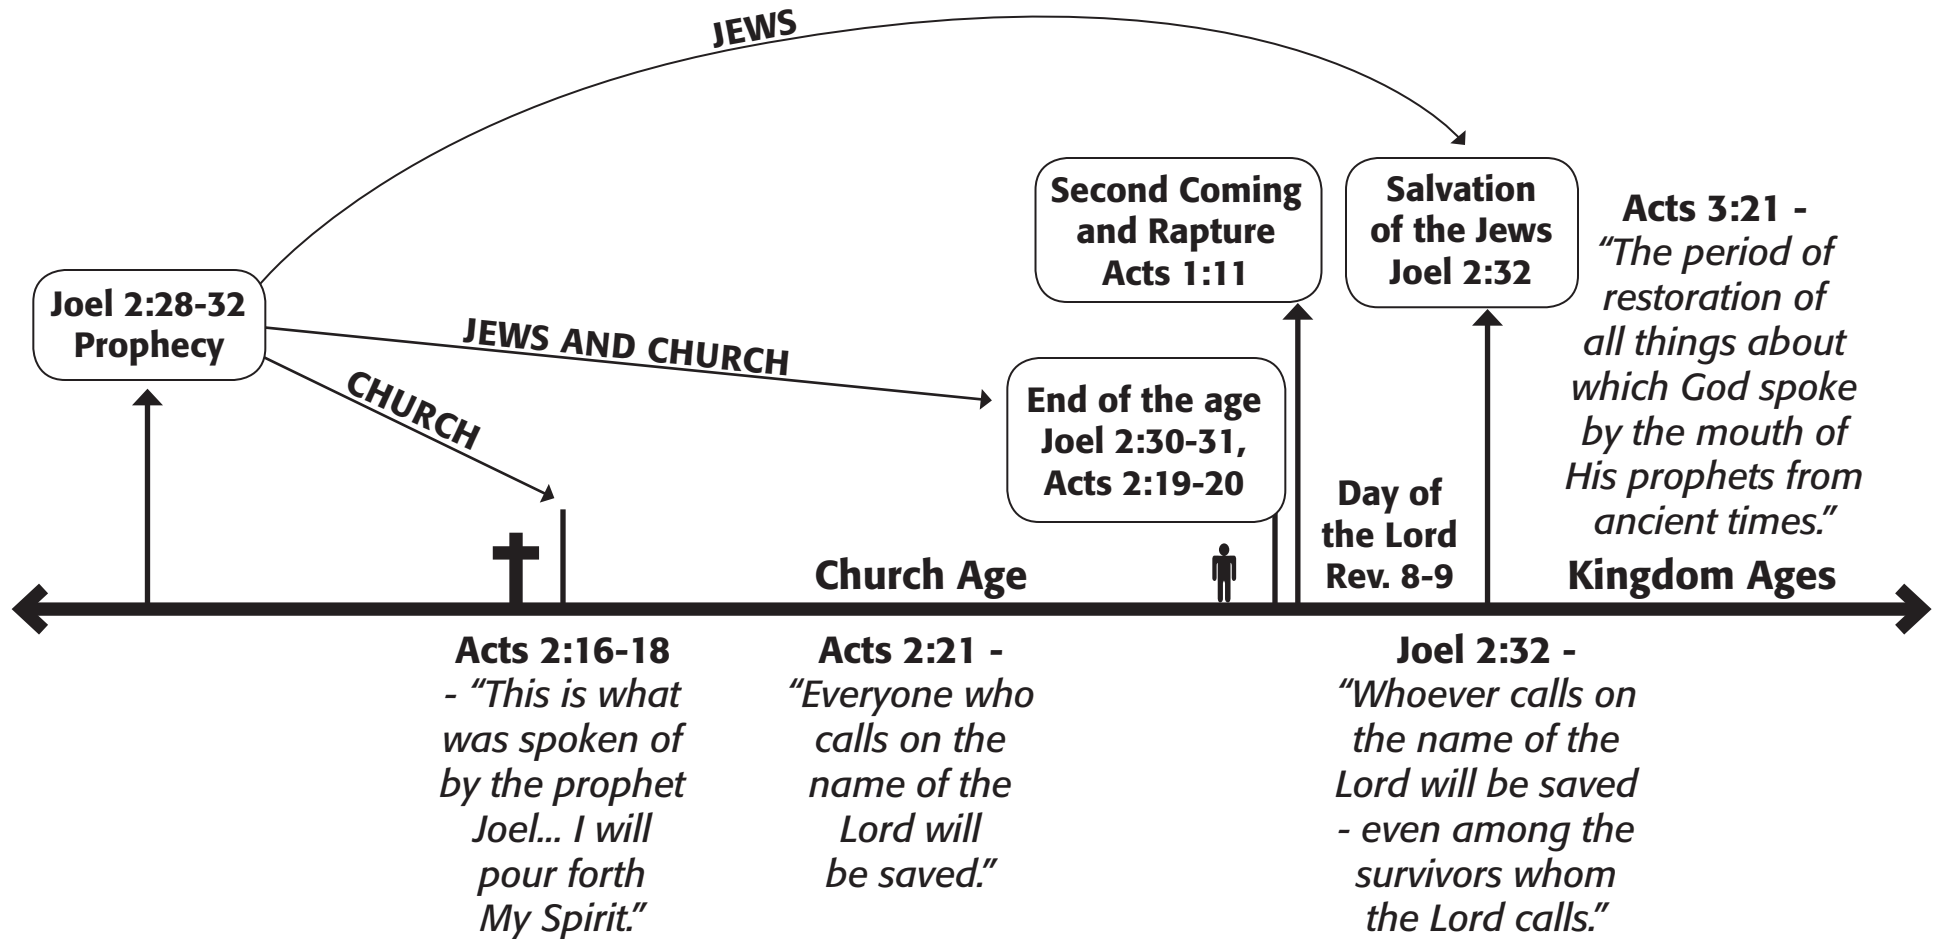 JEWS
Second Coming
and Rapture
Acts 1:11
Salvation
of the Jews
Joel 2:32
Acts 3:21 -
“The period of
restoration of
all things about
which God spoke
by the mouth of
His prophets from
ancient times.”
Joel 2:28-32
Prophecy
JEWS AND CHURCH
CHURCH
End of the age
Joel 2:30-31,
Acts 2:19-20
Day of
the Lord
Rev. 8-9
Church Age
Kingdom Ages
Acts 2:16-18
- “This is what
was spoken of
by the prophet
Joel... I will
pour forth
My Spirit.”
Acts 2:21 -
“Everyone who
calls on the
name of the
Lord will
be saved.”
Joel 2:32 -
“Whoever calls on
the name of the
Lord will be saved
- even among the
survivors whom
the Lord calls.”